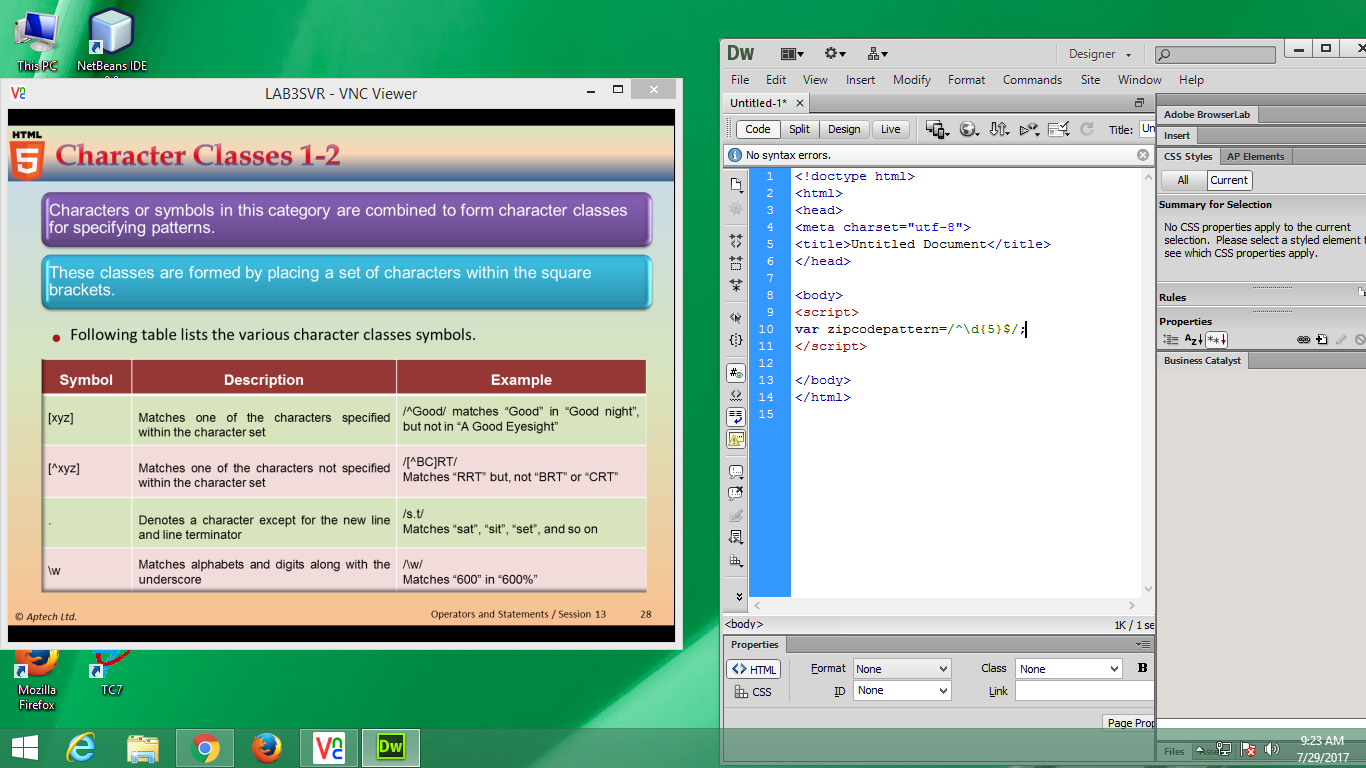 This PC
NetBeans IDE
LAB3SVR - VNC Viewer
HTML
5
Character Classes 1-2
Characters or symbols in this category are combined to form character classes
for specifying patterns.
These classes are formed by placing a set of characters within the square
brackets.
• Following table lists the various character classes symbols.
Symbol Description Example
[xyz]
Matches one of the characters specified
within the character set
/^Good/ matches “Good” in “Good night”,
but not in “A Good Eyesight”
[^xyz]
Matches one of the characters not specified
within the character set
/[^BC]RT/
Matches “RRT” but, not “BRT” or “CRT”
.
Denotes a character except for the new line
and line terminator
/s.t/
Matches “sat”, “sit”, “set”, and so on
\w
Matches alphabets and digits along with the
underscore
/\w/
Matches “600” in “600%”
© Aptech Ltd.
Operators and Statements / Session 13 28
Mozilla
Firefox
TC7
Dw
Designer
File Edit View Insert Modify Format Commands Site Window Help
Untitled-1*
Code Split Design Live Title: Un
No syntax errors.
1 <!doctype html>
2 <html>
3 <head>
4 <meta charset="utf-8">
5 <title>Untitled Document</title>
6 </head>
7
8 <body>
9 <script>
10 var zipcodepattern=/^\d{5}$/;
11 </script>
12
13 </body>
14 </html>
15
<body>
1K / 1 se
Properties
HTML
CSS
Format None
ID None
Class None
Link
B
Page Prop
Adobe BrowserLab
Insert
CSS Styles AP Elements
All Current
Summary for Selection
No CSS properties apply to the current
selection. Please select a styled element t
see which CSS properties apply.
Rules
Properties
Business Catalyst
Files
Dw
9:23 AM
7/29/2017